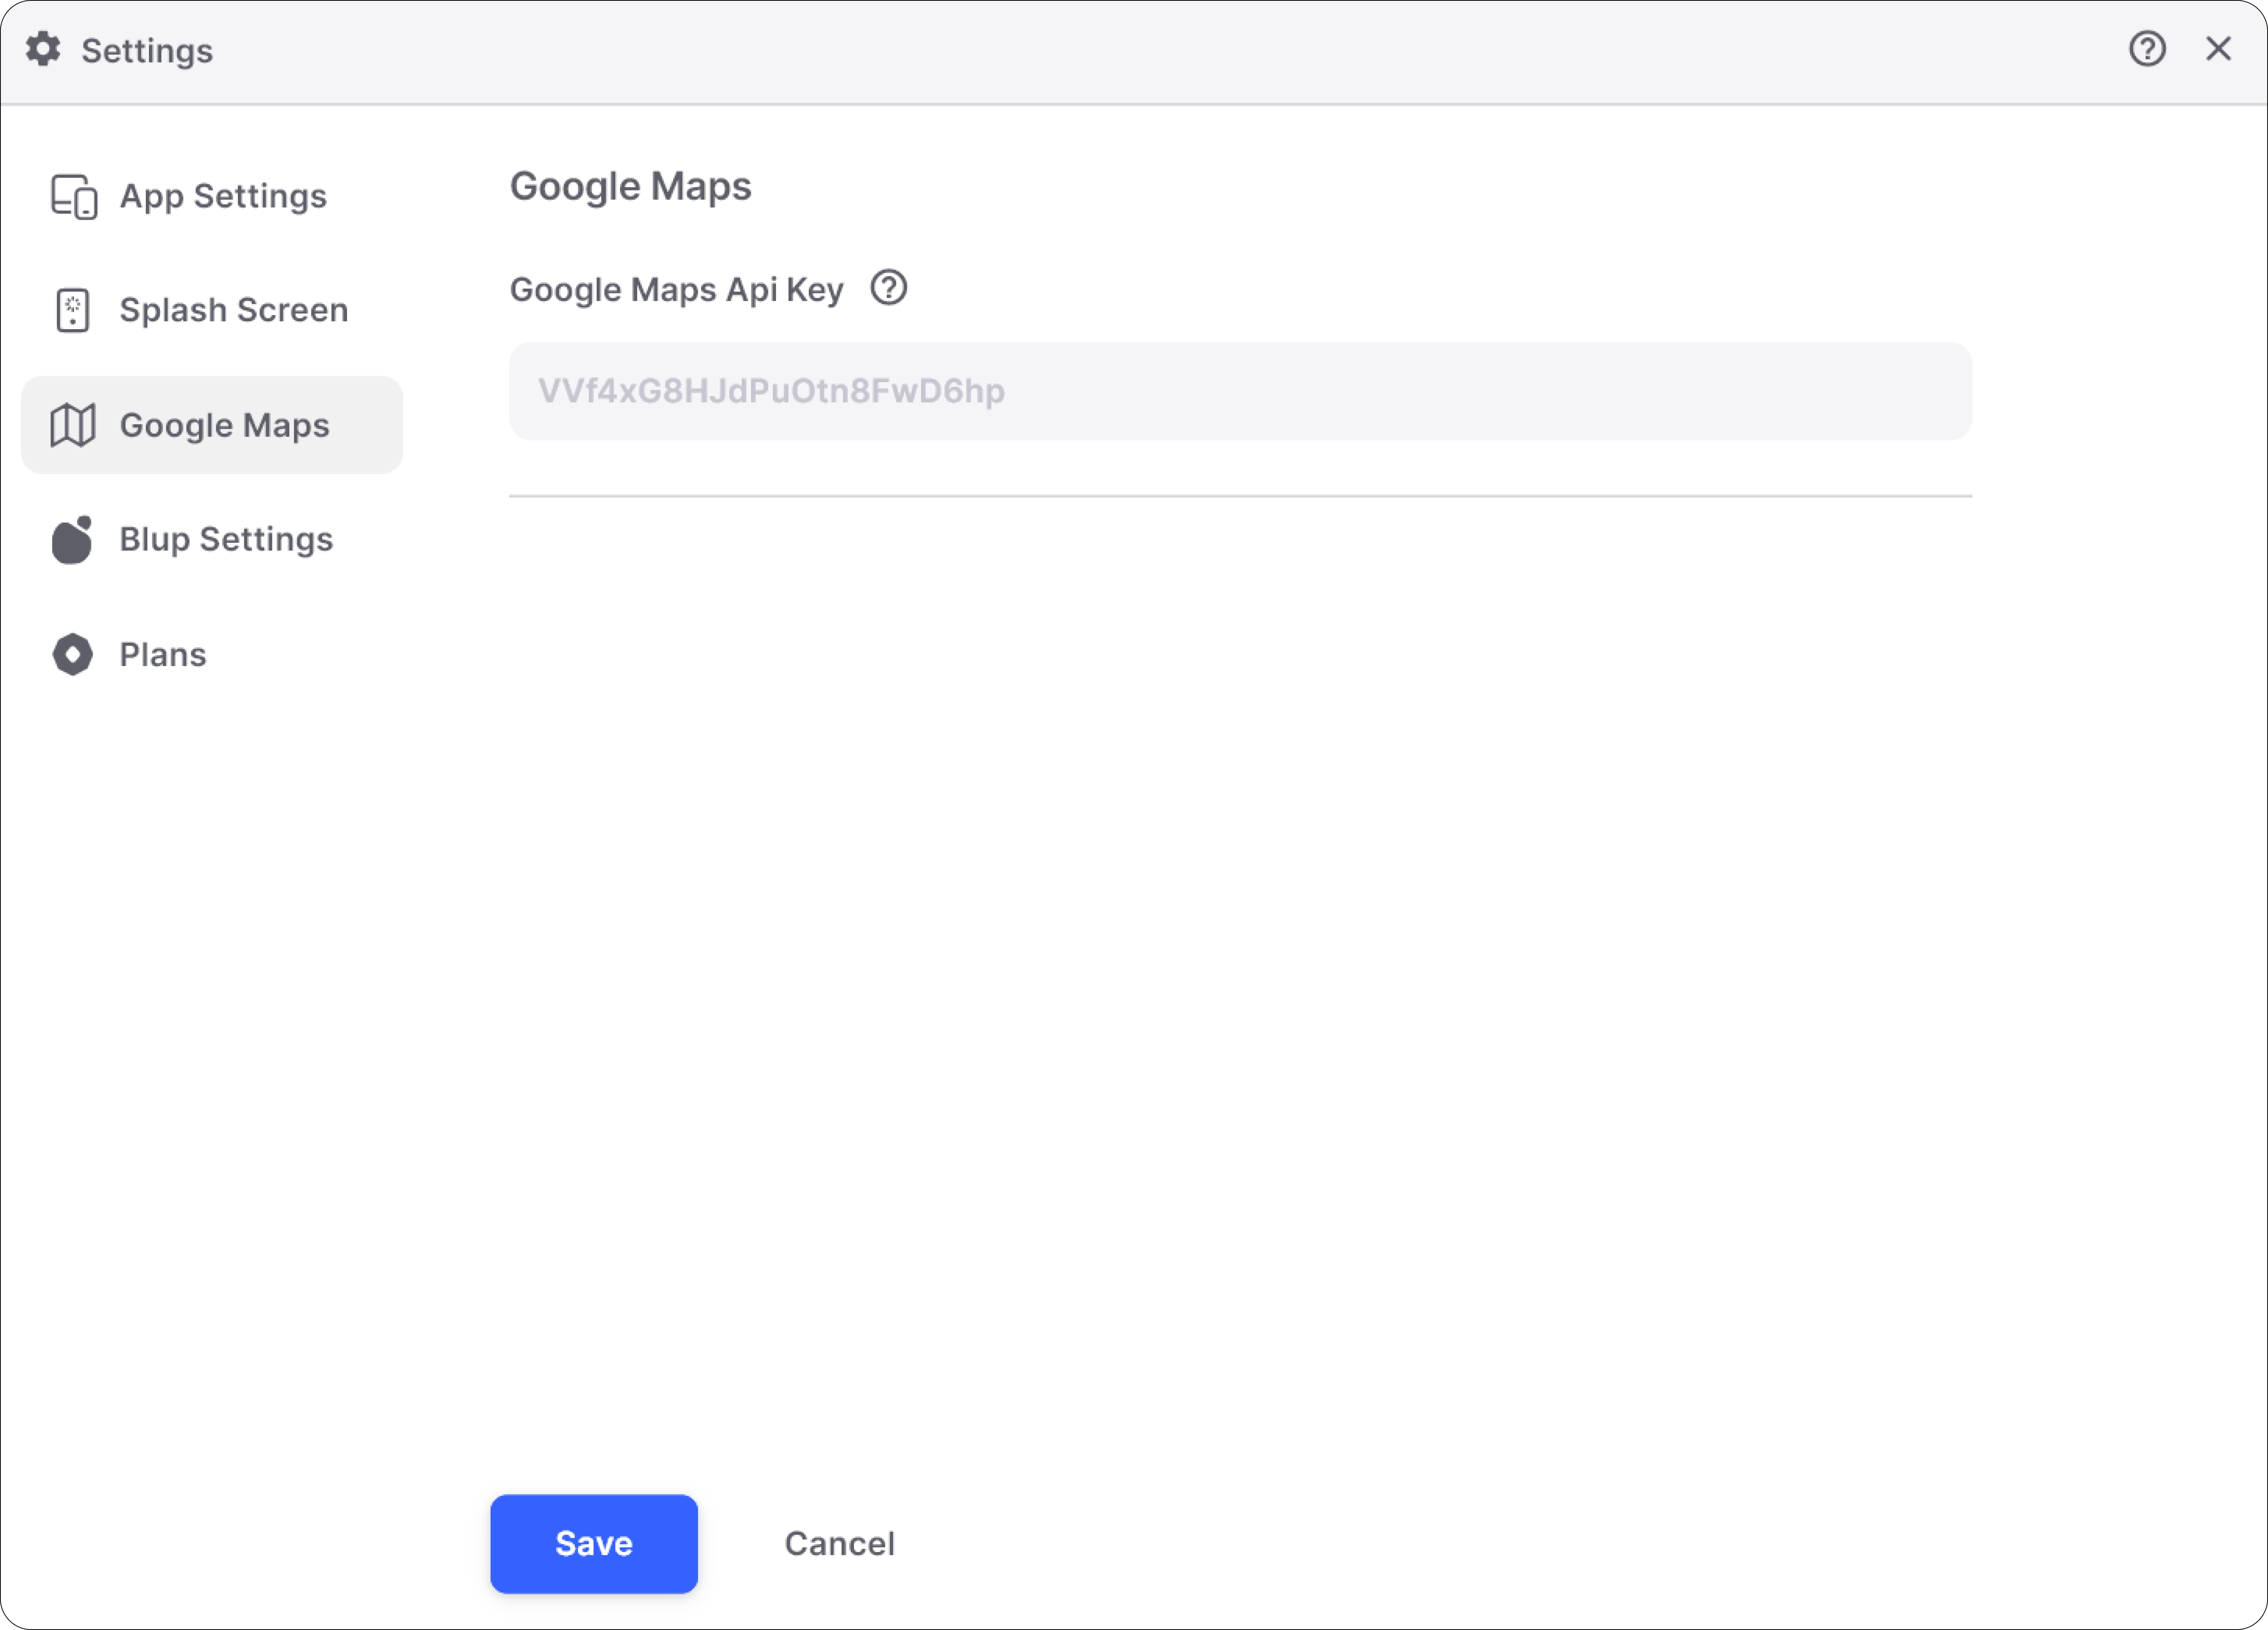 Settings
App Settings
Splash Screen
Google Maps
Blup Settings
Plans
Google Maps
Google Maps Api Key
VVf4xG8HJdPuOtn8FwD6hp
Save
Cancel